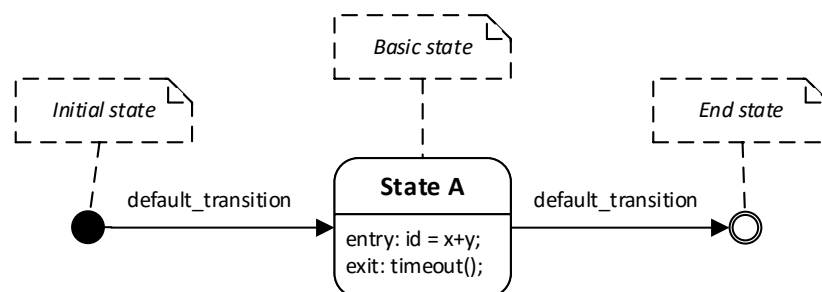 Basic state
Initial state
End state
default_transition
State A
default_transition
entry: id = x+y;
exit: timeout();